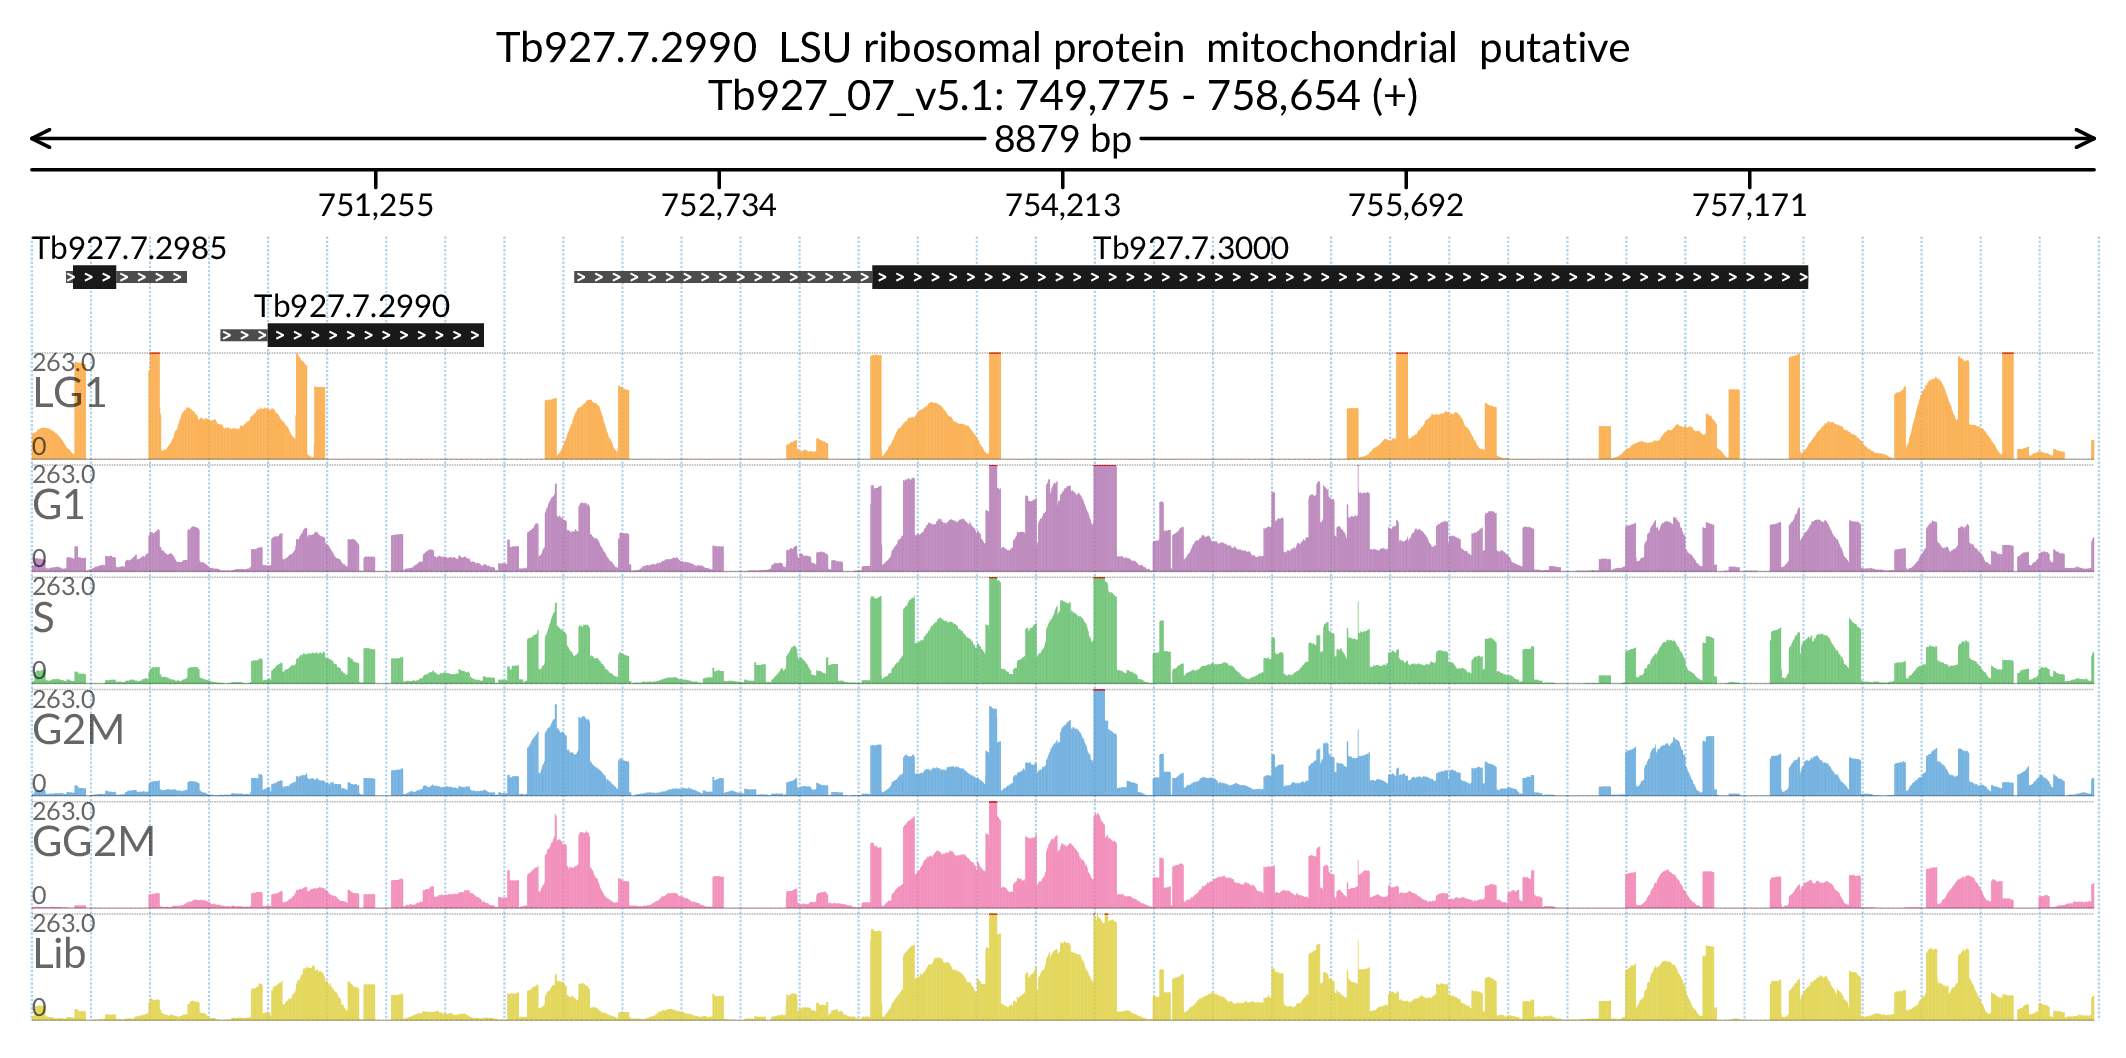 Tb927.7.2990 LSU ribosomal protein mitochondrial putative
Tb927_07_v5.1: 749,775 - 758,654 (+)
8879 bp
751,255 752,734 754,213 755,692 757,171
Tb927.7.2985 Tb927.7.3000
Tb927.7.2990
263.0
LG1
0
263.0
G1
0
263.0
S
0
263.0
G2M
0
263.0
GG2M
0
263.0
Lib
0